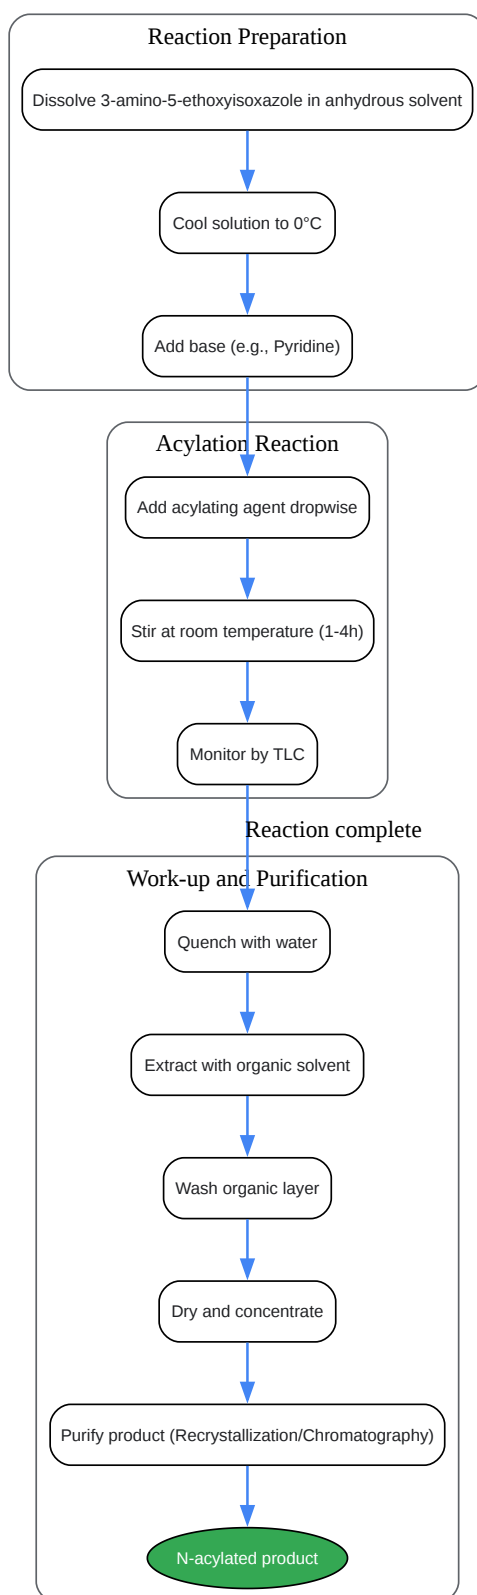 Reaction Preparation
Dissolve 3-amino-5-ethoxyisoxazole in anhydrous solvent
Cool solution to 0°C
Add base (e.g., Pyridine)
Acylation Reaction
Add acylating agent dropwise
Stir at room temperature (1-4h)
Monitor by TLC
Reaction complete
Work-up and Purification
Quench with water
Extract with organic solvent
Wash organic layer
Dry and concentrate
Purify product (Recrystallization/Chromatography)
N-acylated product